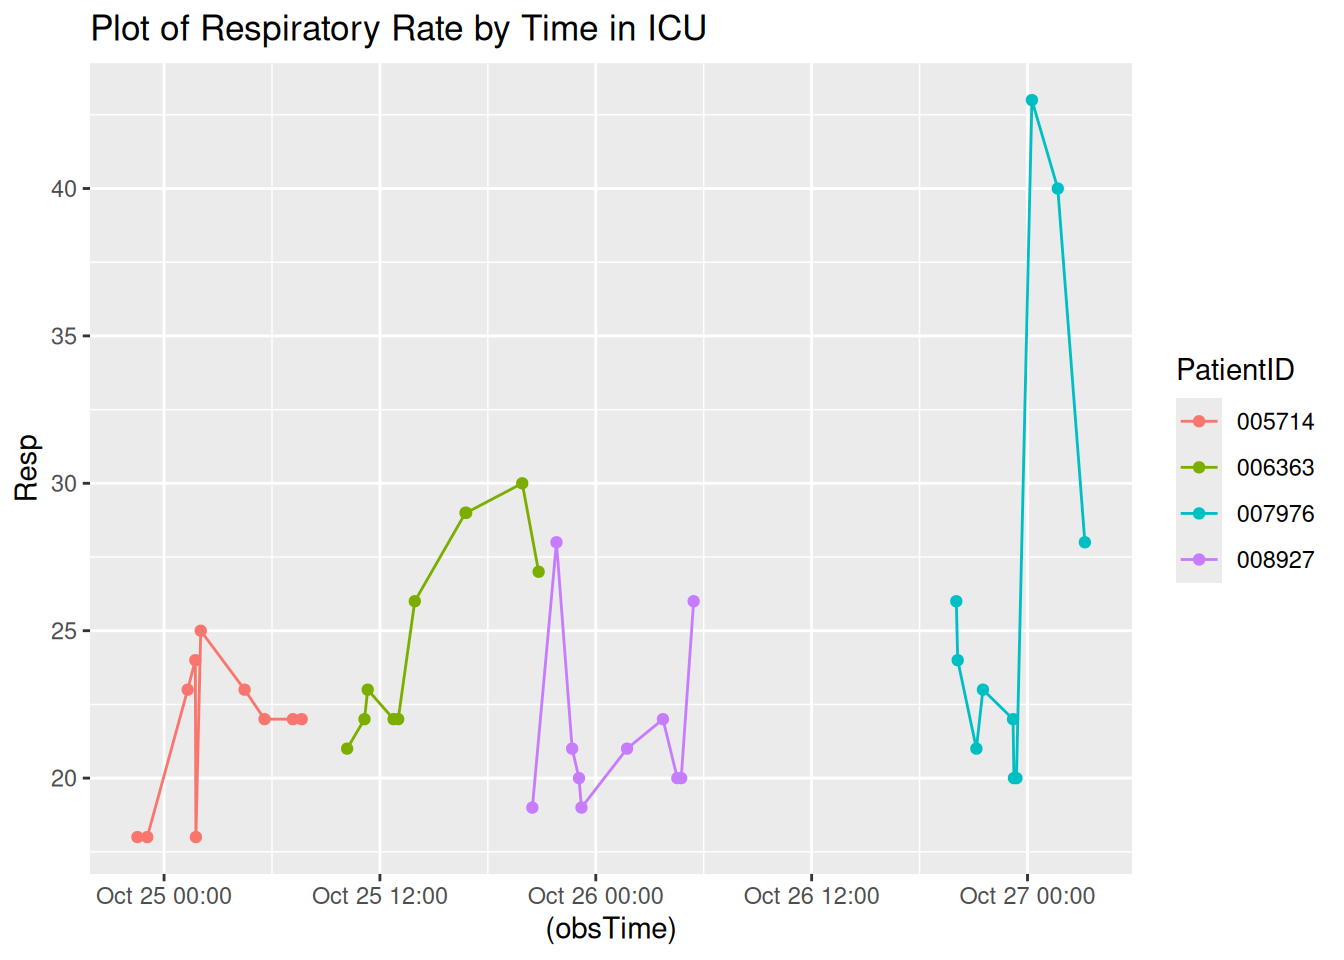 Plot of Respiratory Rate by Time in ICU
40
35
30
25
20
Resp
Oct 25 00:00
Oct 25 12:00
Oct 26 00:00
Oct 26 12:00
Oct 27 00:00
(obsTime)
PatientID
005714
006363
007976
008927